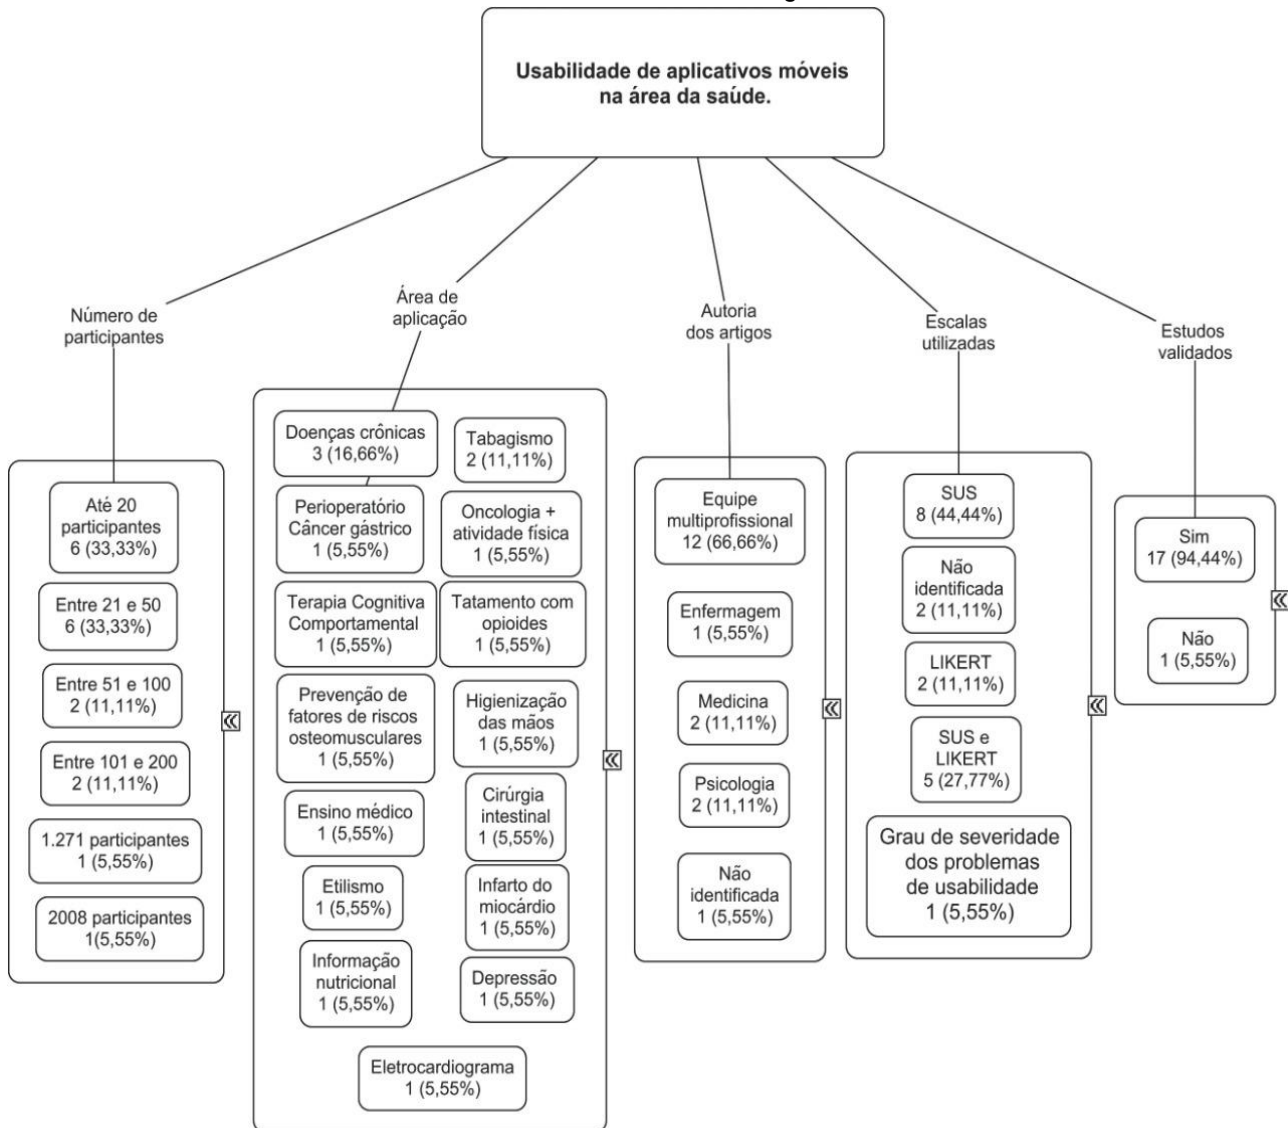 Usabilidade de aplicativos móveis
na área da saúde.
Número de
participantes
Até 20
participantes
6 (33,33%)
Entre 21 e 50
6 (33,33%)
Entre 51 e 100
2 (11,11%)
Entre 101 e 200
2 (11,11%)
1.271 participantes
1 (5,55%)
2008 participantes
1(5,55%)
Área de
aplicação
Doenças crônicas
3 (16,66%)
Tabagismo
2 (11,11%)
Perioperatório
Câncer gástrico
1 (5,55%)
Oncologia +
atividade física
1 (5,55%)
Terapia Cognitiva
Comportamental
1 (5,55%)
Tatamento com
opioides
1 (5,55%)
Prevenção de
fatores de riscos
osteomusculares
1 (5,55%)
Higienização
das mãos
1 (5,55%)
Ensino médico
1 (5,55%)
Cirúrgia
intestinal
1 (5,55%)
Etilismo
1 (5,55%)
Infarto do
miocárdio
1 (5,55%)
Informação
nutricional
1 (5,55%)
Depressão
1 (5,55%)
Eletrocardiograma
1 (5,55%)
Autoria
dos artigos
Equipe
multiprofissional
12 (66,66%)
Enfermagem
1 (5,55%)
Medicina
2 (11,11%)
Psicologia
2 (11,11%)
Não
identificada
1 (5,55%)
Escalas
utilizadas
SUS
8 (44,44%)
Não
identificada
2 (11,11%)
LIKERT
2 (11,11%)
SUS e
LIKERT
5 (27,77%)
Grau de severidade
dos problemas
de usabilidade
1 (5,55%)
Estudos
validados
Sim
17 (94,44%)
Não
1 (5,55%)